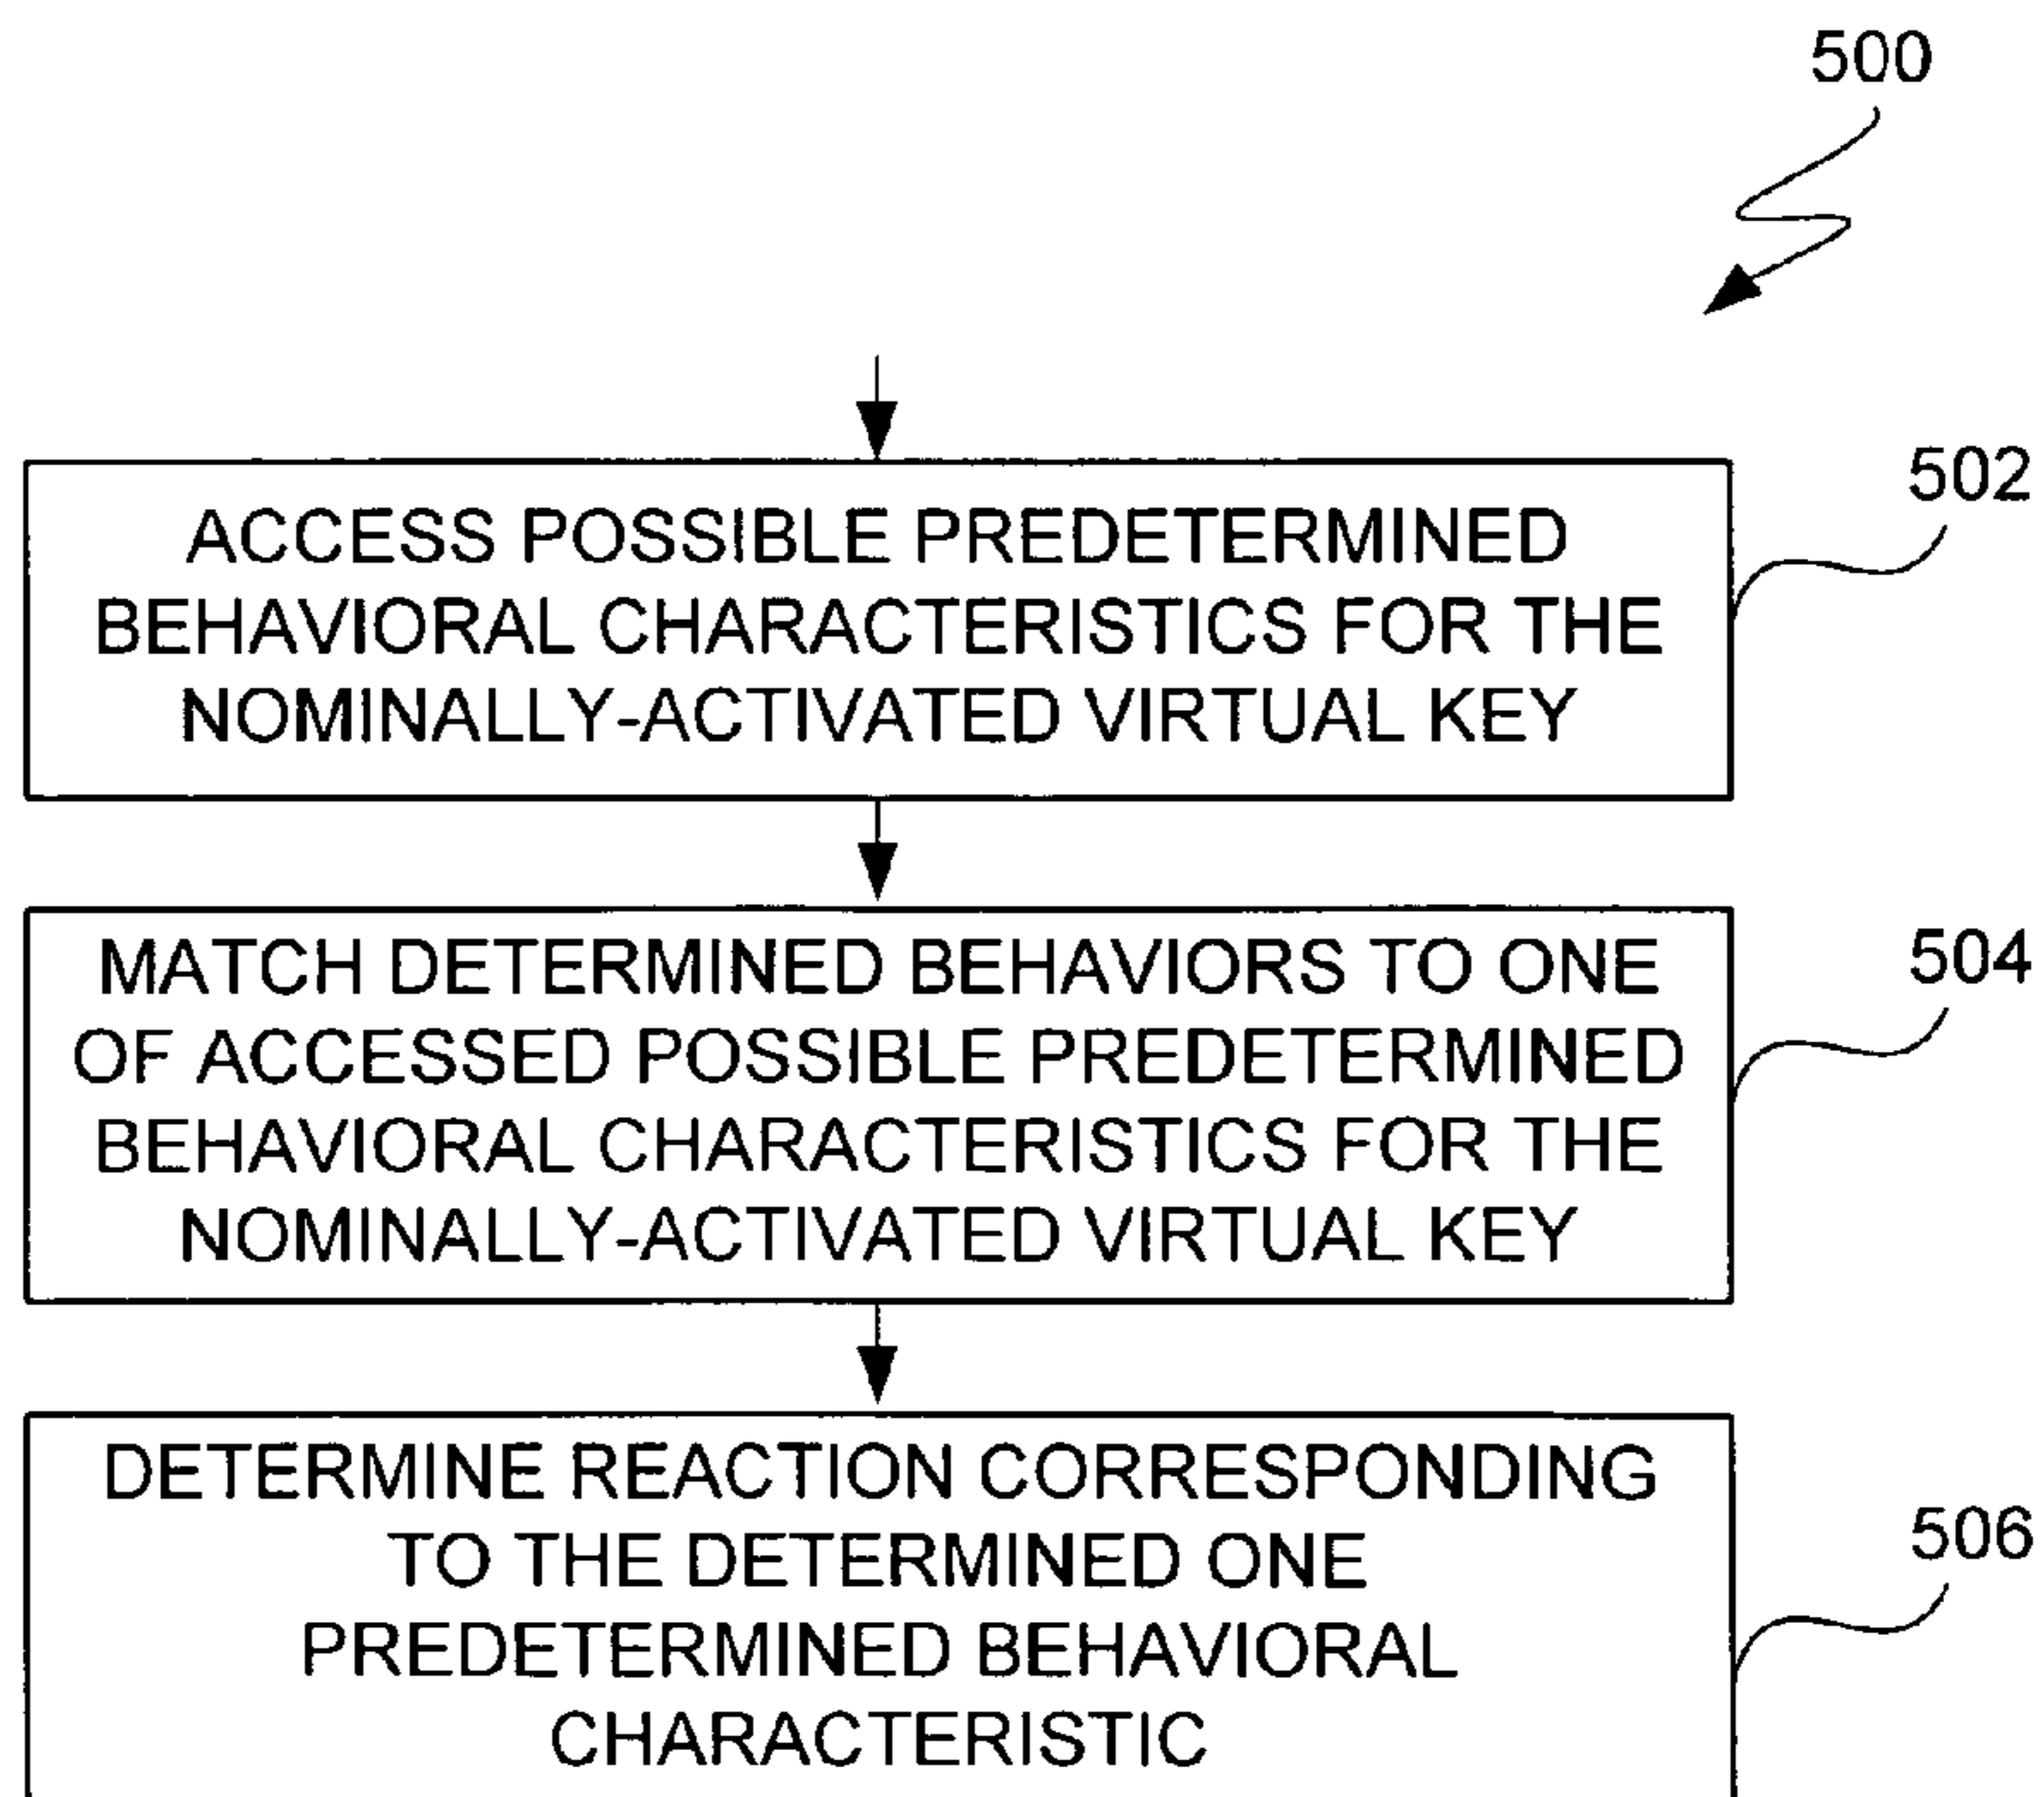 500
502
ACCESS POSSIBLE PREDETERMINED
BEHAVIORAL CHARACTERISTICS FOR THE
NOMINALLY-ACTIVATED VIRTUAL KEY
504
MATCH DETERMINED BEHAVIORS TO ONE
OF ACCESSED POSSIBLE PREDETERMINED
BEHAVIORAL CHARACTERISTICS FOR THE
NOMINALLY-ACTIVATED VIRTUAL KEY
506
DETERMINE REACTION CORRESPONDING
TO THE DETERMINED ONE
PREDETERMINED BEHAVIORAL
CHARACTERISTIC